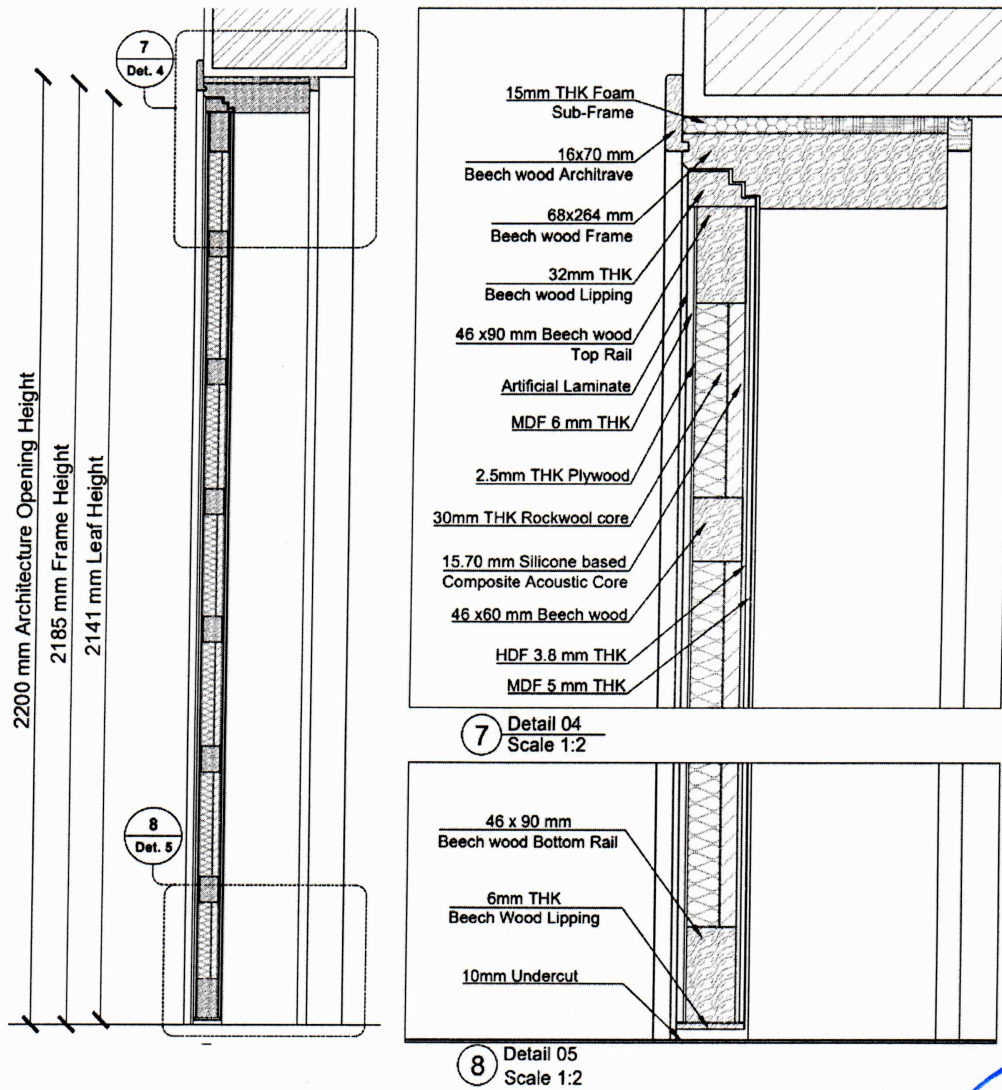 7
Det. 4
2200 mm Architecture Opening Height
2185 mm Frame Height
2141 mm Leaf Height
8
Det. 5
15mm THK Foam
Sub-Frame
16x70 mm
Beech wood Architrave
68x264 mm
Beech wood Frame
32mm THK
Beech wood Lipping
46 x90 mm Beech wood
Top Rail
Artificial Laminate
MDF 6 mm THK
2.5mm THK Plywood
30mm THK Rockwool core
15.70 mm Silicone based
Composite Acoustic Core
46 x60 mm Beech wood
HDF 3.8 mm THK
MDF 5 mm THK
7 Detail 04
Scale 1:2
46 x 90 mm
Beech wood Bottom Rail
6mm THK
Beech Wood Lipping
10mm Undercut
8 Detail 05
Scale 1:2